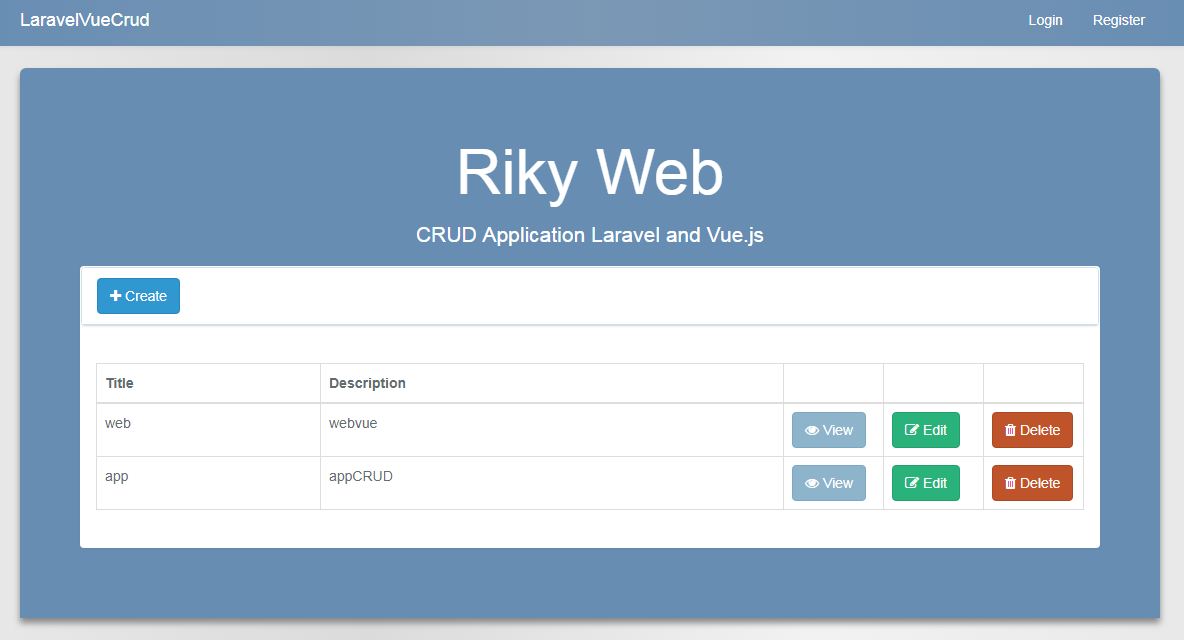 LaravelVueCrud Login Register
Riky Web
CRUD Application Laravel and Vue.js
Create
Title Description
web webvue View Edit Delete
app appCRUD View Edit Delete